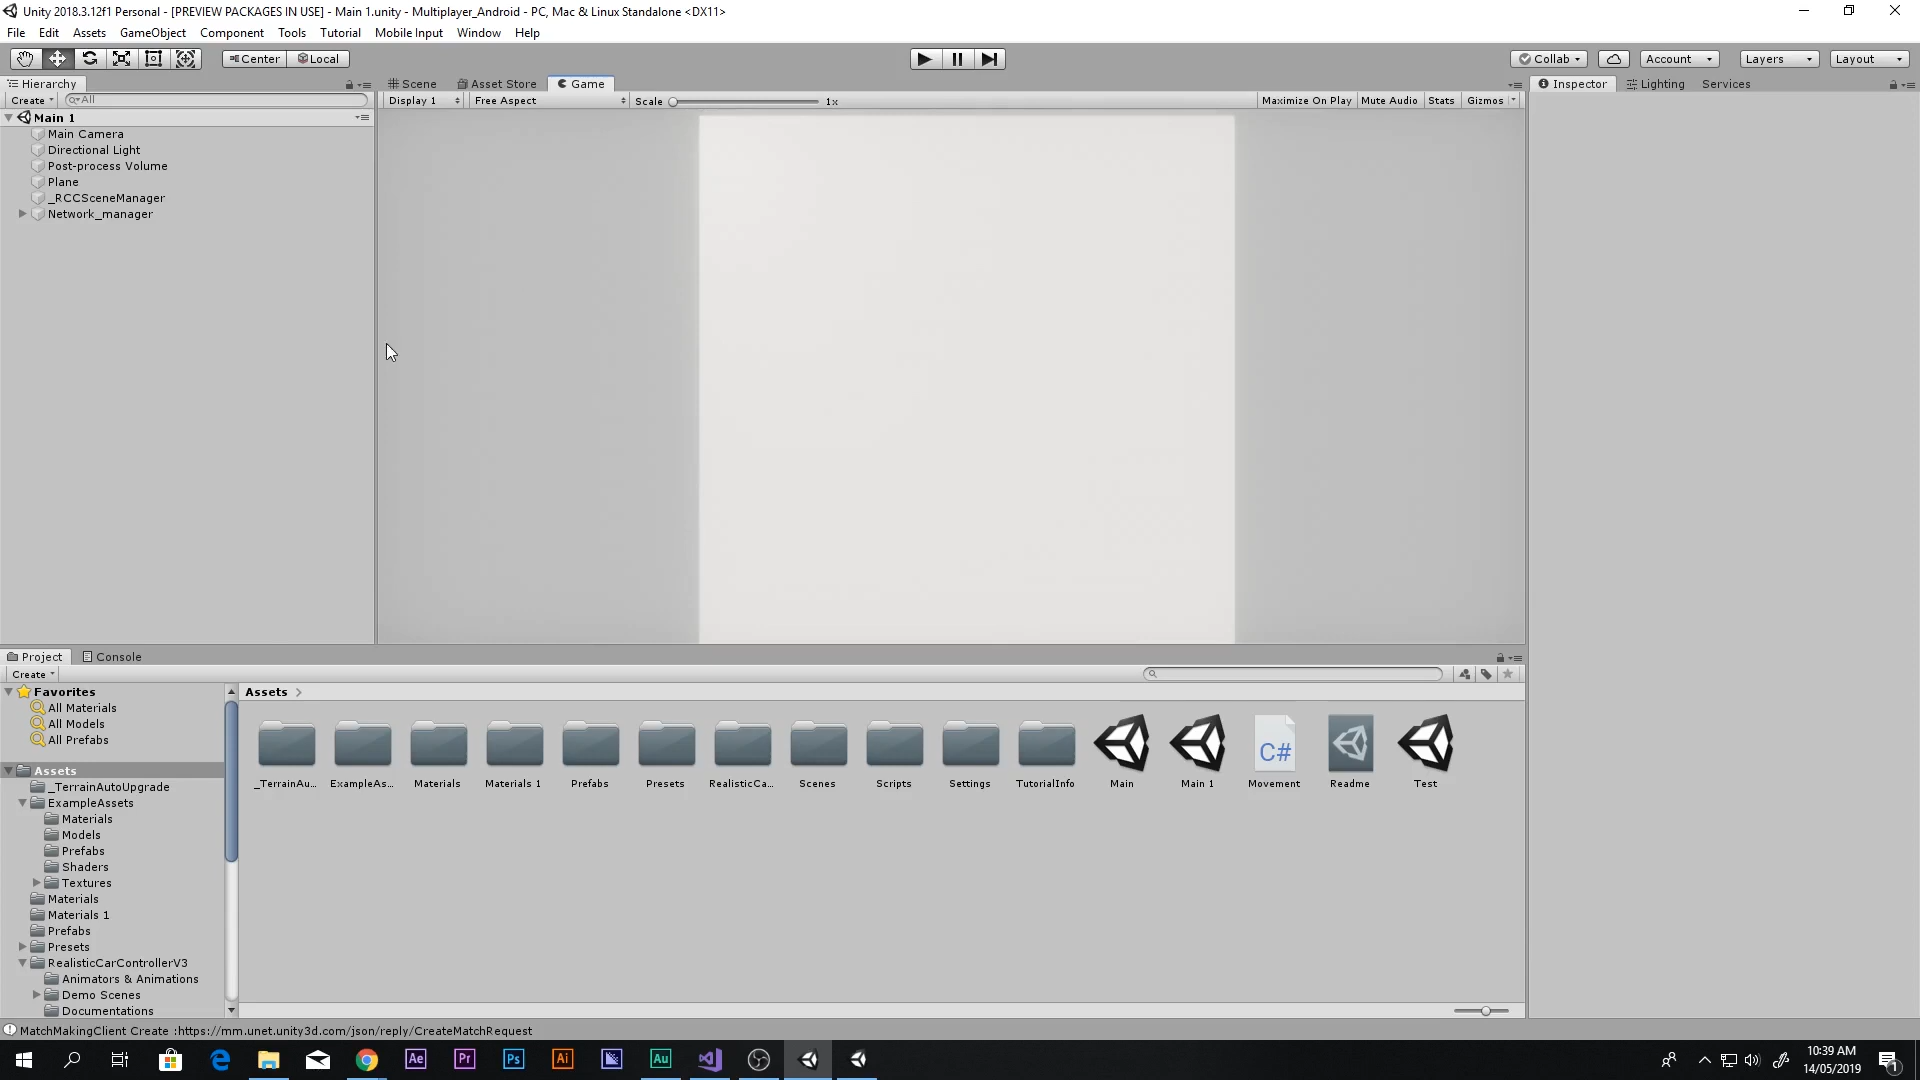 Unity 2018.3.12f1 Personal - [PREVIEW PACKAGES IN USE] - Main 1.unity - Multiplayer_Android - PC, Mac & Linux Standalone <DX11>
File Edit Assets GameObject Component Tools Tutorial Mobile Input Window Help
Center Local Collab Account Layers Layout
Hierarchy Scene Asset Store Game Inspector Lighting Services
Create All Display 1 Free Aspect Scale 1x Maximize On Play Mute Audio Stats Gizmos
Main 1
Main Camera
Directional Light
Post-process Volume
Plane
_RCCSceneManager
Network_manager
Project Console
Create
Favorites
All Materials
All Models
All Prefabs
Assets
_TerrainAutoUpgrade
ExampleAssets
Materials
Models
Prefabs
Shaders
Textures
Materials
Materials 1
Prefabs
Presets
RealisticCarControllerV3
Animators & Animations
Demo Scenes
Documentations
Assets
C#
_TerrainAu... ExampleAs... Materials Materials 1 Prefabs Presets RealisticCa... Scenes Scripts Settings TutorialInfo Main Main 1 Movement Readme Test
MatchMakingClient Create :https://mm.unet.unity3d.com/json/reply/CreateMatchRequest
Ae Pr Ps Ai Au
10:39 AM
14/05/2019
1